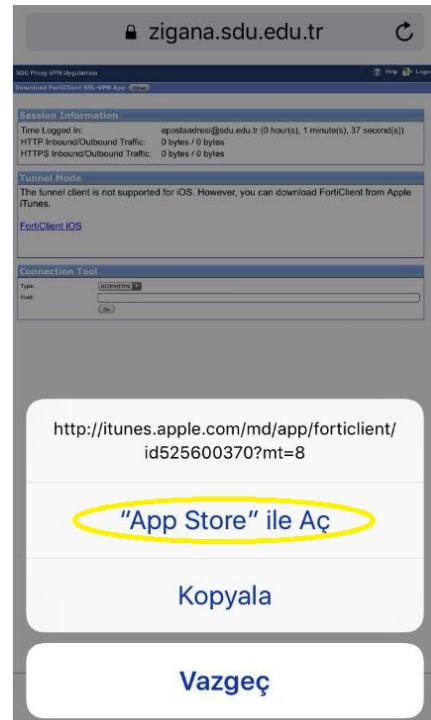 zigana.sdu.edu.tr
SDU Proxy-VPN Uygulaması
Help Logout
Download FortiClient SSL-VPN App
Session Information
Time Logged In: epostaadresi@sdu.edu.tr (0 hour(s), 1 minute(s), 37 second(s))
HTTP Inbound/Outbound Traffic: 0 bytes / 0 bytes
HTTPS Inbound/Outbound Traffic: 0 bytes / 0 bytes
Tunnel Mode
The tunnel client is not supported for iOS. However, you can download FortiClient from Apple
iTunes.
FortiClient iOS
Connection Tool
Type: HTTP/HTTPS
Host:
Go
http://itunes.apple.com/md/app/forticlient/
id525600370?mt=8
“App Store” ile Aç
Kopyala
Vazgeç